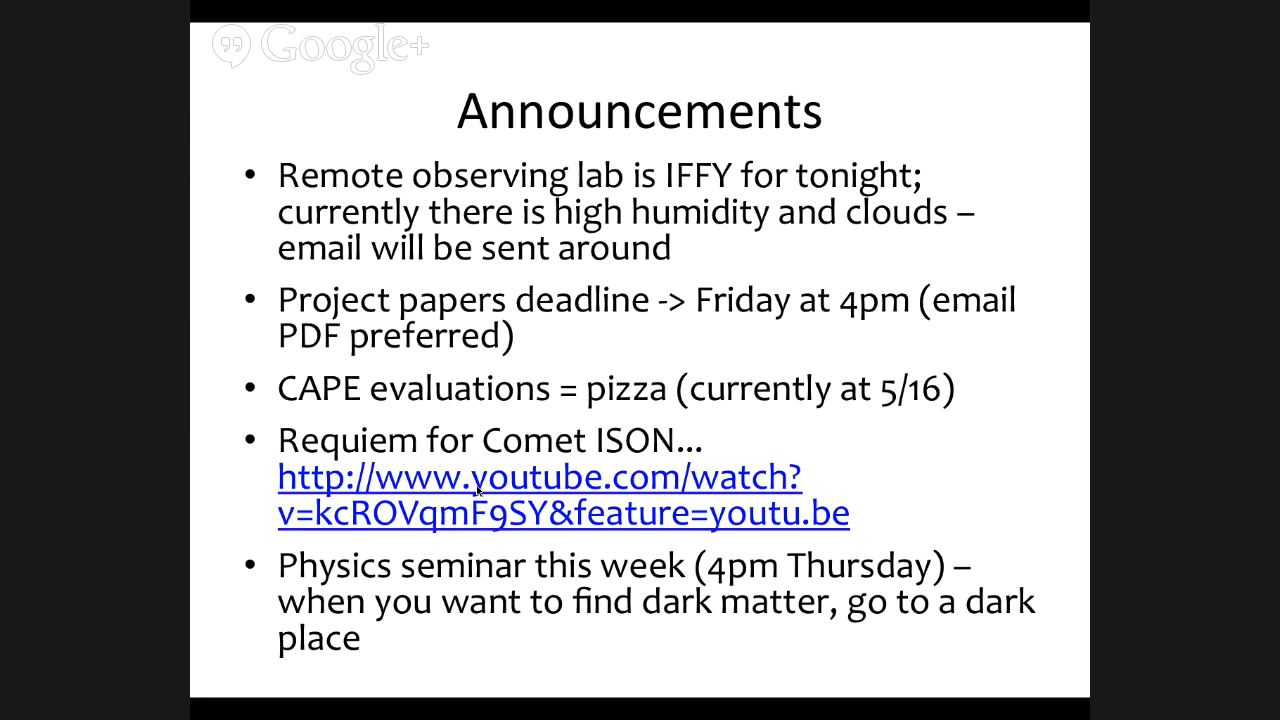 Google+
Announcements
• Remote observing lab is IFFY for tonight;
currently there is high humidity and clouds –
email will be sent around
• Project papers deadline -> Friday at 4pm (email
PDF preferred)
• CAPE evaluations = pizza (currently at 5/16)
• Requiem for Comet ISON...
http://www.youtube.com/watch?
v=kcROVqmF9SY&feature=youtu.be
• Physics seminar this week (4pm Thursday) –
when you want to find dark matter, go to a dark
place